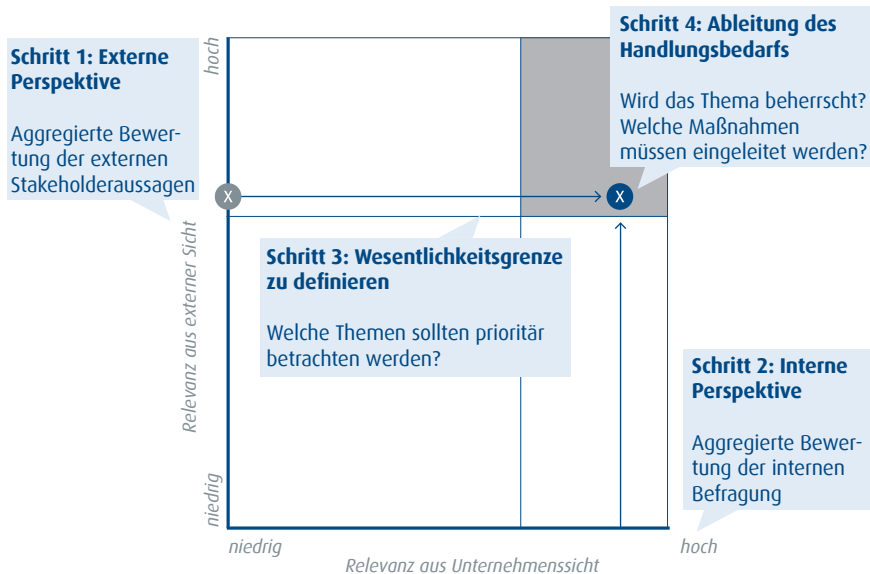 Schritt 1: Externe
Perspektive
Aggregierte Bewer-
tung der externen
Stakeholderaussagen
hoch
Schritt 4: Ableitung des
Handlungsbedarfs
Wird das Thema beherrscht?
Welche Maßnahmen
müssen eingeleitet werden?
X
X
Relevanz aus externer Sicht
Schritt 3: Wesentlichkeitsgrenze
zu definieren
Welche Themen sollten prioritär
betrachten werden?
Schritt 2: Interne
Perspektive
Aggregierte Bewer-
tung der internen
Befragung
niedrig
niedrig
Relevanz aus Unternehmenssicht
hoch